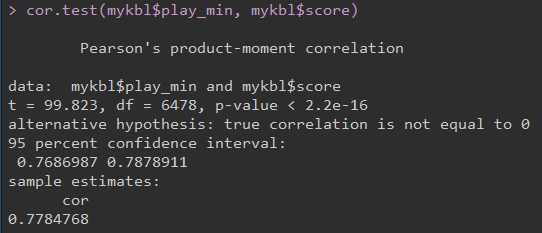 > cor.test(mykbl$play_min, mykbl$score)
Pearson's product-moment correlation
data:  mykbl$play_min and mykbl$score
t = 99.823, df = 6478, p-value < 2.2e-16
alternative hypothesis: true correlation is not equal to 0
95 percent confidence interval:
 0.7686987 0.7878911
sample estimates:
      cor
0.7784768